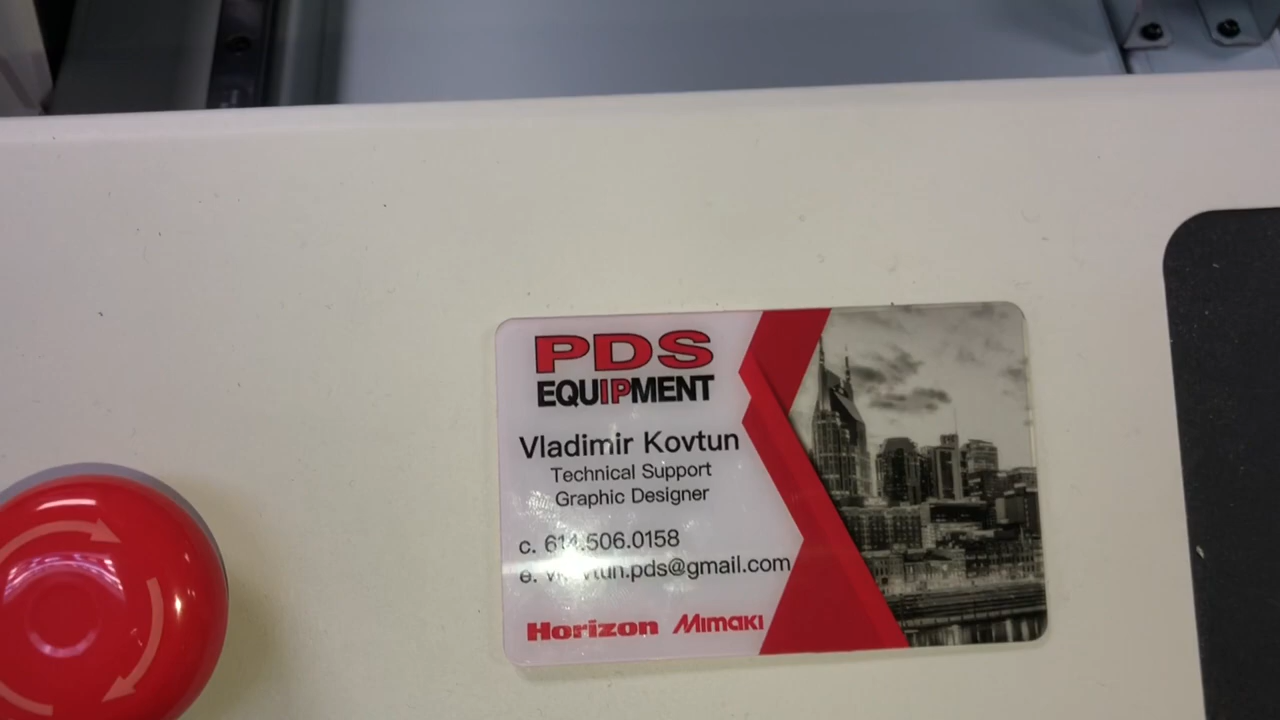 PDS
EQUIPMENT
Vladimir Kovtun
Technical Support
Graphic Designer
c. 614.506.0158
e.
Horizon Mimaki